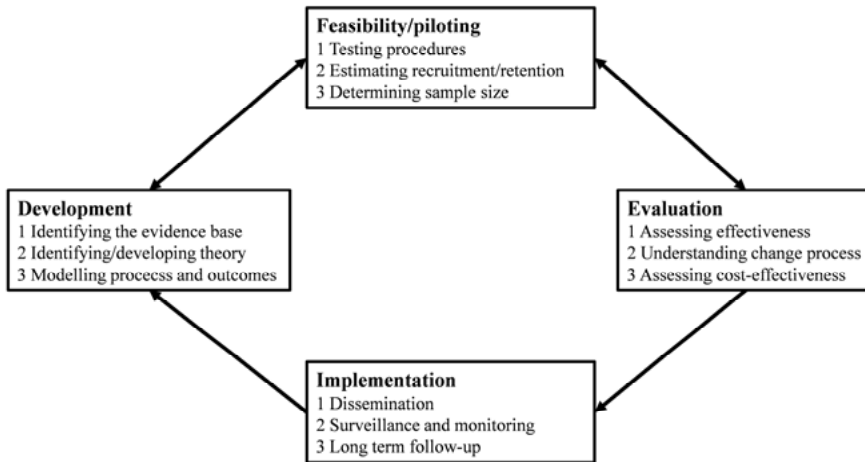 Feasibility/piloting
1 Testing procedures
2 Estimating recruitment/retention
3 Determining sample size
Development
1 Identifying the evidence base
2 Identifying/developing theory
3 Modelling procecss and outcomes
Evaluation
1 Assessing effectiveness
2 Understanding change process
3 Assessing cost-effectiveness
Implementation
1 Dissemination
2 Surveillance and monitoring
3 Long term follow-up